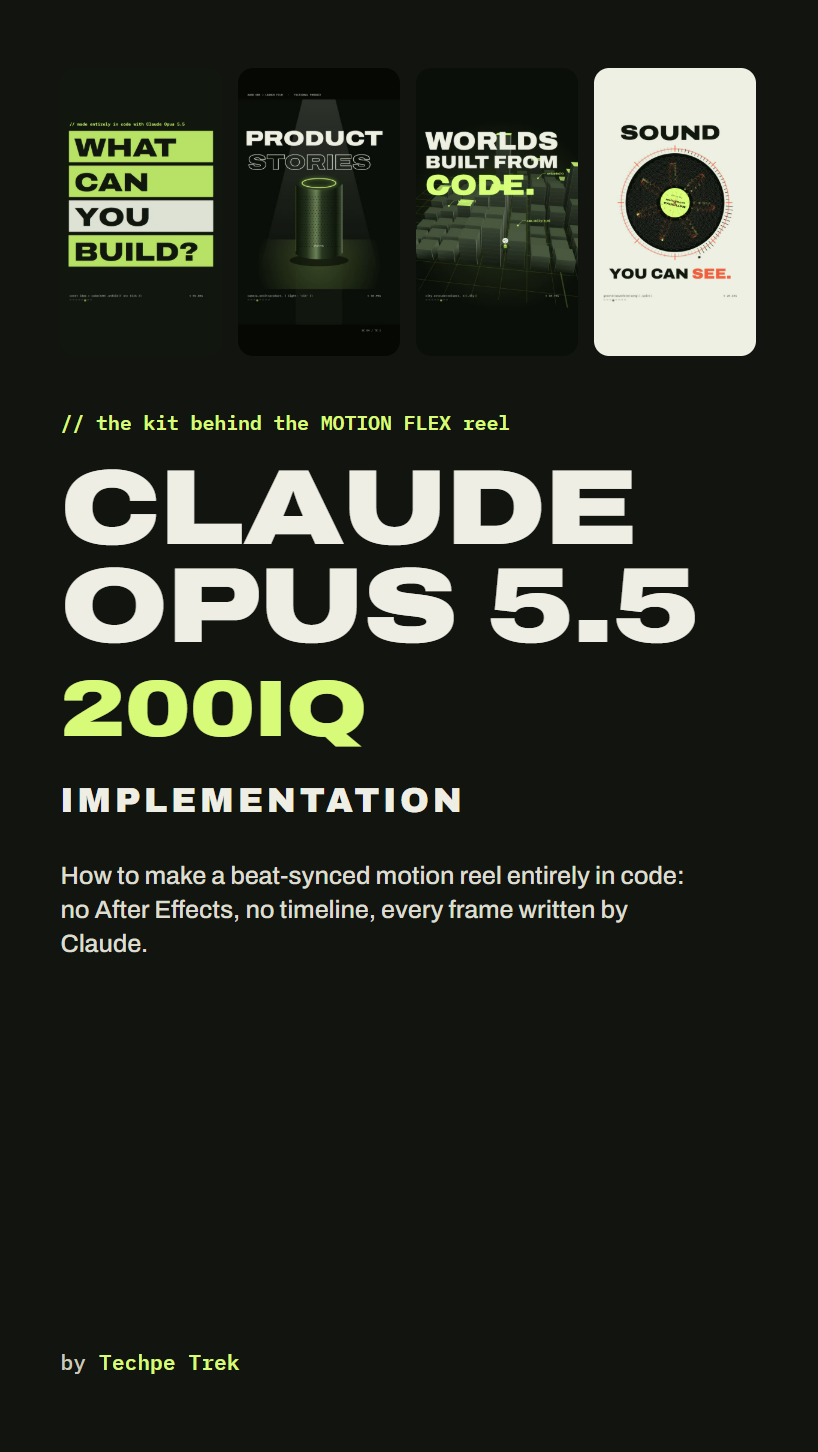 // made entirely in code with Claude Opus 5.5
WHAT
CAN
YOU
BUILD?
PRODUCT
STORIES
WORLDS
BUILT FROM
CODE.
SOUND
YOU CAN SEE.
// the kit behind the MOTION FLEX reel
CLAUDE
OPUS 5.5
200IQ
IMPLEMENTATION
How to make a beat-synced motion reel entirely in code:
no After Effects, no timeline, every frame written by
Claude.
by Techpe Trek